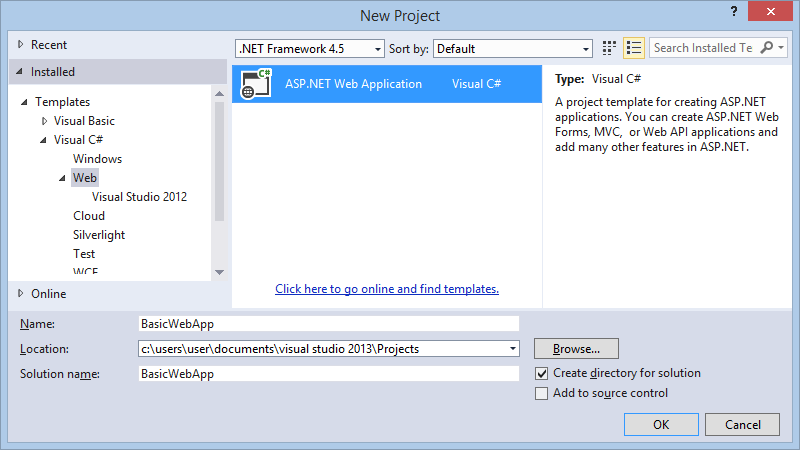 New Project
? ×
Recent
.NET Framework 4.5 Sort by: Default Search Installed Te
Installed
Templates
Visual Basic
Visual C#
Windows
Web
Visual Studio 2012
Cloud
Silverlight
Test
WCF
Online
C# ASP.NET Web Application Visual C#
Click here to go online and find templates.
Type: Visual C#
A project template for creating ASP.NET
applications. You can create ASP.NET Web
Forms, MVC, or Web API applications and
add many other features in ASP.NET.
Name: BasicWebApp
Location: c:\users\user\documents\visual studio 2013\Projects Browse...
Solution name: BasicWebApp
Create directory for solution
Add to source control
OK Cancel